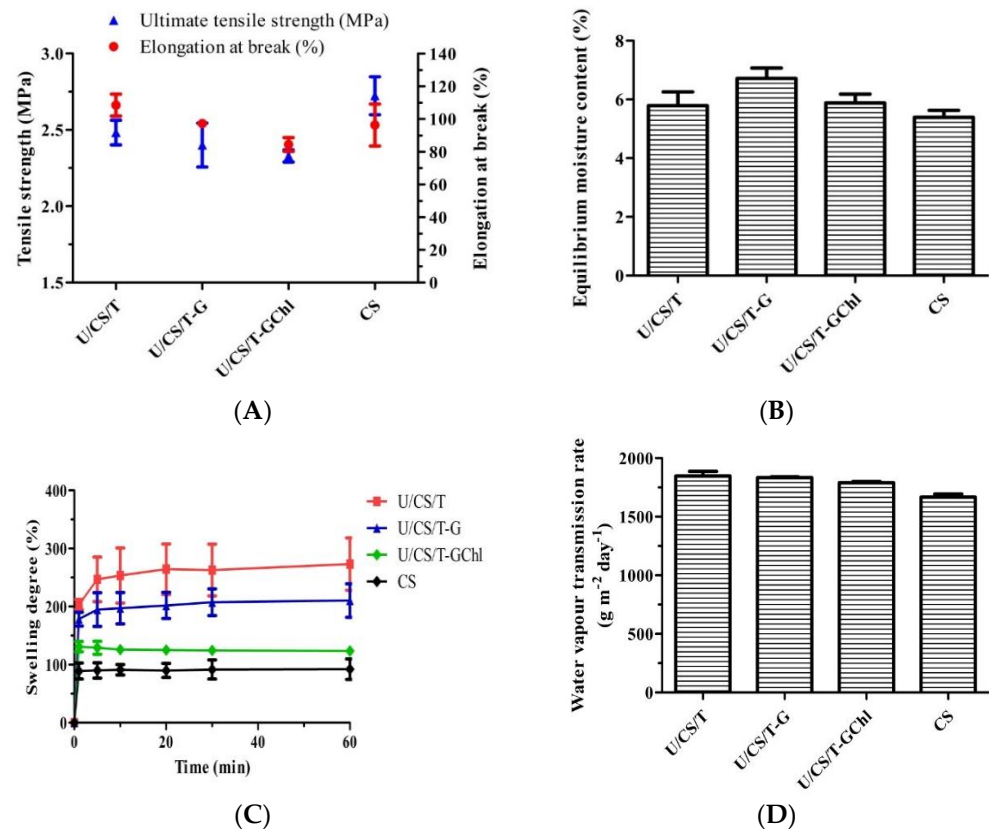 Ultimate tensile strength (MPa)
Elongation at break (%)
Tensile strength (MPa)
3.0
2.5
2.0
1.5
140
120
100
80
60
40
20
0
Elongation at break (%)
U/CS/T
U/CS/T-G
U/CS/T-GChl
CS
(A)
Equilibrium moisture content (%)
8
6
4
2
0
U/CS/T
U/CS/T-G
U/CS/T-GChl
CS
(B)
Swelling degree (%)
400
300
200
100
0
0
20
40
60
Time (min)
U/CS/T
U/CS/T-G
U/CS/T-GChl
CS
(C)
Water vapour transmission rate
(g m⁻² day⁻¹)
2000
1500
1000
500
0
U/CS/T
U/CS/T-G
U/CS/T-GChl
CS
(D)